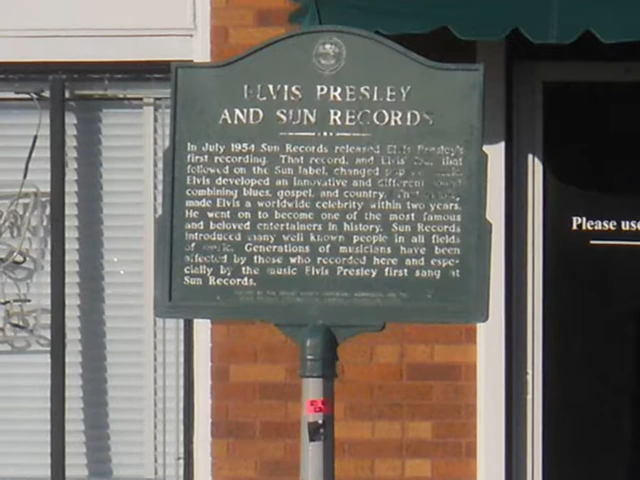 ELVIS PRESLEY
AND SUN RECORDS
In July 1954 Sun Records released Elvis Presley's
first recording. That record, and Elvis' that
followed on the Sun label, changed
Elvis developed an innovative and different sound
combining blues, gospel, and country.
made Elvis a worldwide celebrity within two years.
He went on to become one of the most famous
and beloved entertainers in history. Sun Records
introduced many well known people in all fields
of music. Generations of musicians have been
affected by those who recorded here and espe-
cially by the music Elvis Presley first sang at
Sun Records.
Please use